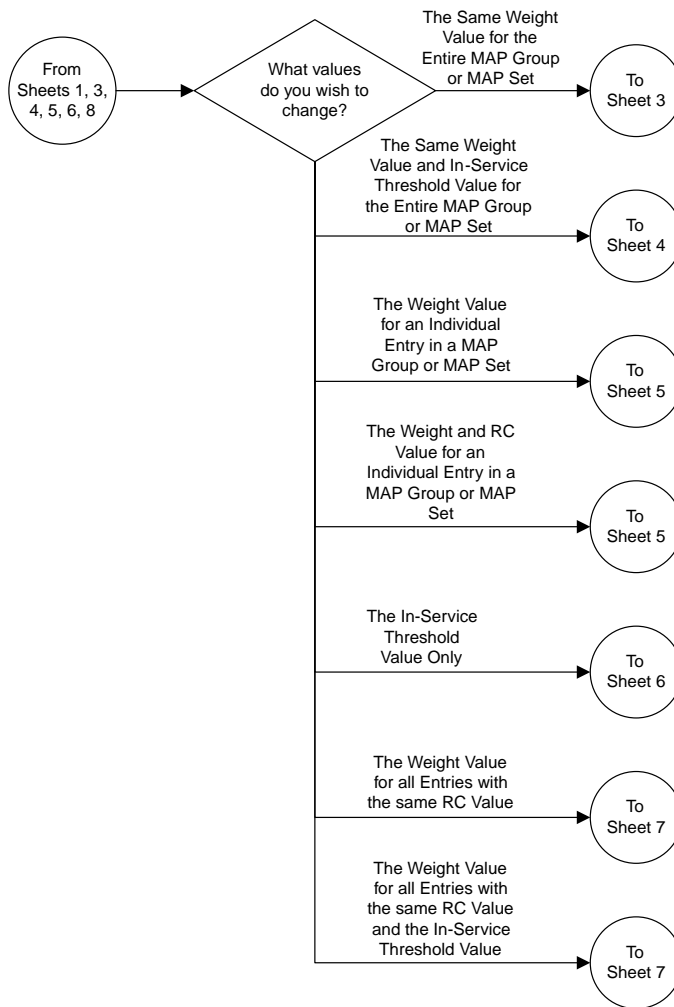 From
Sheets 1, 3,
4, 5, 6, 8
What values
do you wish to
change?
The Same Weight
Value for the
Entire MAP Group
or MAP Set
To
Sheet 3
The Same Weight
Value and In-Service
Threshold Value for
the Entire MAP Group
or MAP Set
To
Sheet 4
The Weight Value
for an Individual
Entry in a MAP
Group or MAP Set
To
Sheet 5
The Weight and RC
Value for an
Individual Entry in a
MAP Group or MAP
Set
To
Sheet 5
The In-Service
Threshold
Value Only
To
Sheet 6
The Weight Value
for all Entries with
the same RC Value
To
Sheet 7
The Weight Value
for all Entries with
the same RC Value
and the In-Service
Threshold Value
To
Sheet 7